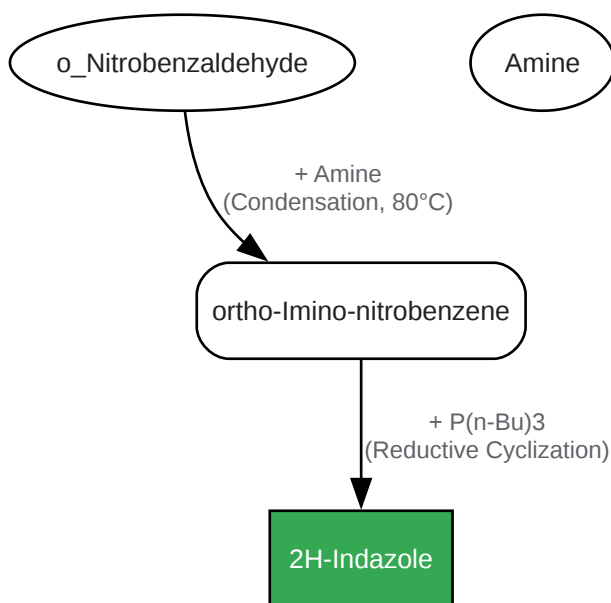 o_Nitrobenzaldehyde
Amine
+ Amine
(Condensation, 80°C)
ortho-Imino-nitrobenzene
+ P(n-Bu)3
(Reductive Cyclization)
2H-Indazole